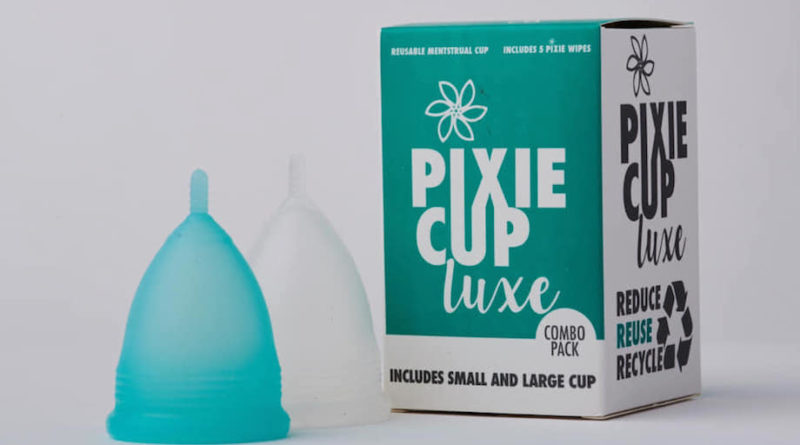 REUSABLE MENTSTRUAL CUP INCLUDES 5 PIXIE WIPES
PIXIE
CUP
luxe
COMBO
PACK
INCLUDES SMALL AND LARGE CUP
PIXIE
CUP
luxe
REDUCE
REUSE
RECYCLE